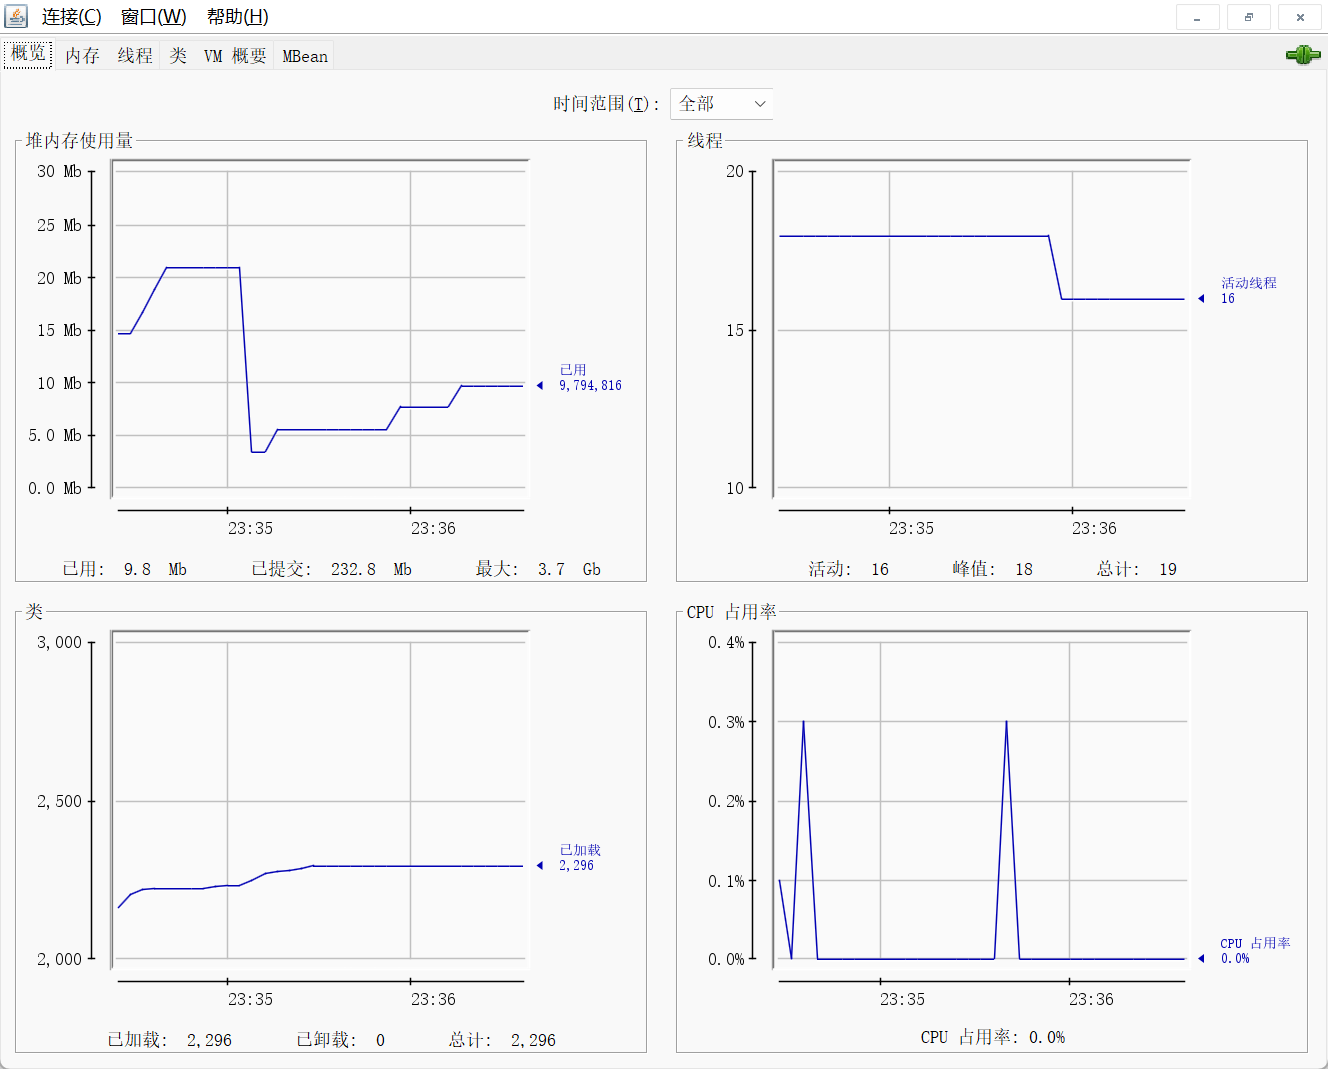 连接(C) 窗口(W) 帮助(H)
概览 内存 线程 类 VM 概要 MBean
时间范围(T): 全部
堆内存使用量
30 Mb
25 Mb
20 Mb
15 Mb
10 Mb
5.0 Mb
0.0 Mb
已用
9,794,816
23:35 23:36
已用: 9.8 Mb 已提交: 232.8 Mb 最大: 3.7 Gb
线程
20
15
10
活动线程
16
23:35 23:36
活动: 16 峰值: 18 总计: 19
类
3,000
2,500
2,000
已加载
2,296
23:35 23:36
已加载: 2,296 已卸载: 0 总计: 2,296
CPU 占用率
0.4%
0.3%
0.2%
0.1%
0.0%
CPU 占用率
0.0%
23:35 23:36
CPU 占用率: 0.0%